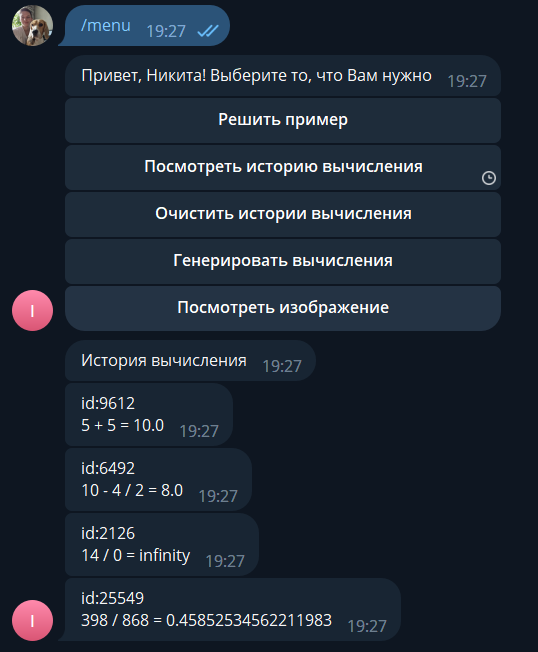 /menu 19:27
Привет, Никита! Выберите то, что Вам нужно 19:27
Решить пример
Посмотреть историю вычисления
Очистить истории вычисления
Генерировать вычисления
Посмотреть изображение
I
История вычисления 19:27
id:9612
5 + 5 = 10.0 19:27
id:6492
10 - 4 / 2 = 8.0 19:27
id:2126
14 / 0 = infinity 19:27
id:25549
398 / 868 = 0.45852534562211983 19:27
I